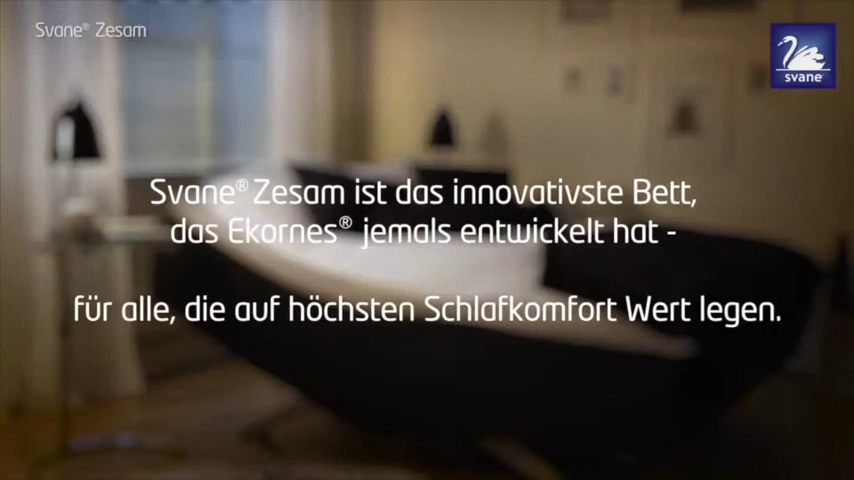 Svane® Zesam
svane®
Svane® Zesam ist das innovativste Bett,
das Ekornes® jemals entwickelt hat -
für alle, die auf höchsten Schlafkomfort Wert legen.